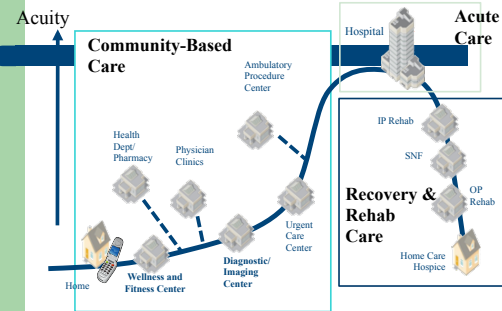 Acuity
Community-Based
Care
Hospital
Acute
Care
Ambulatory
Procedure
Center
Health
Dept/
Pharmacy
Physician
Clinics
IP Rehab
SNF
OP
Rehab
Recovery &
Rehab
Care
Urgent
Care
Center
Diagnostic/
Imaging
Center
Home Care
Hospice
Home
Wellness and
Fitness Center